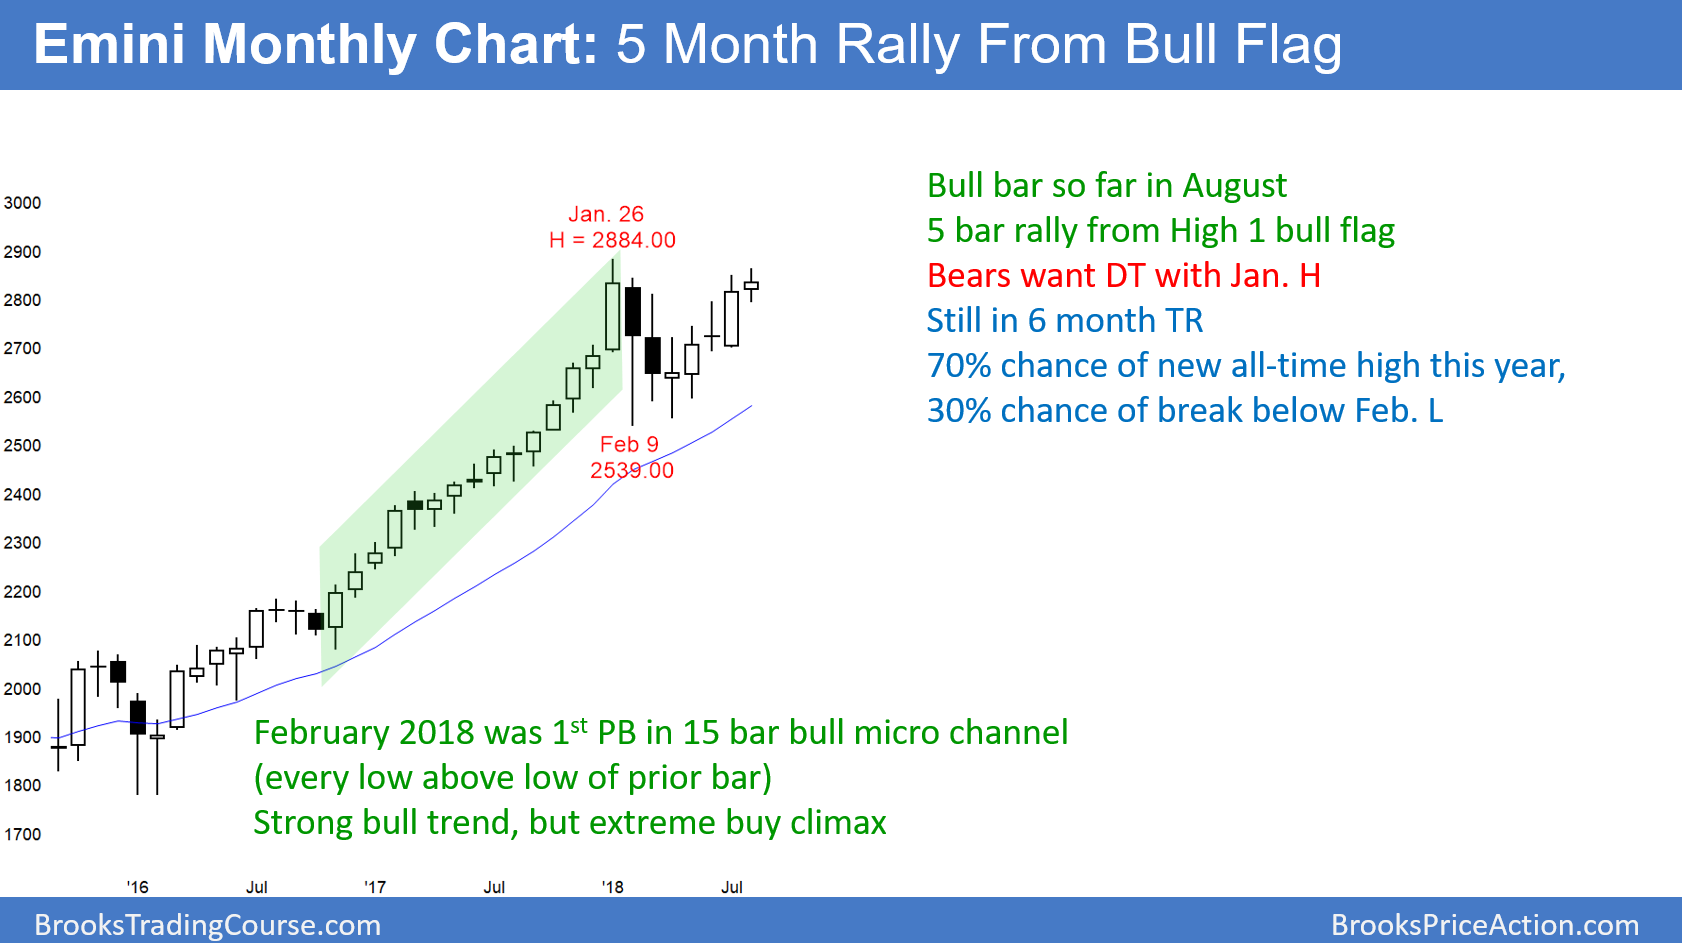 Emini Monthly Chart: 5 Month Rally From Bull Flag
Bull bar so far in August
5 bar rally from High 1 bull flag
Bears want DT with Jan. H
Still in 6 month TR
70% chance of new all-time high this year,
30% chance of break below Feb. L
3000
2900
2800
2700
2600
2500
2400
2300
2200
2100
2000
1900
1800
1700
Jan. 26
H = 2884.00
Feb 9
2539.00
February 2018 was 1st PB in 15 bar bull micro channel
(every low above low of prior bar)
Strong bull trend, but extreme buy climax
'16 Jul '17 Jul '18 Jul
BrooksTradingCourse.com
BrooksPriceAction.com